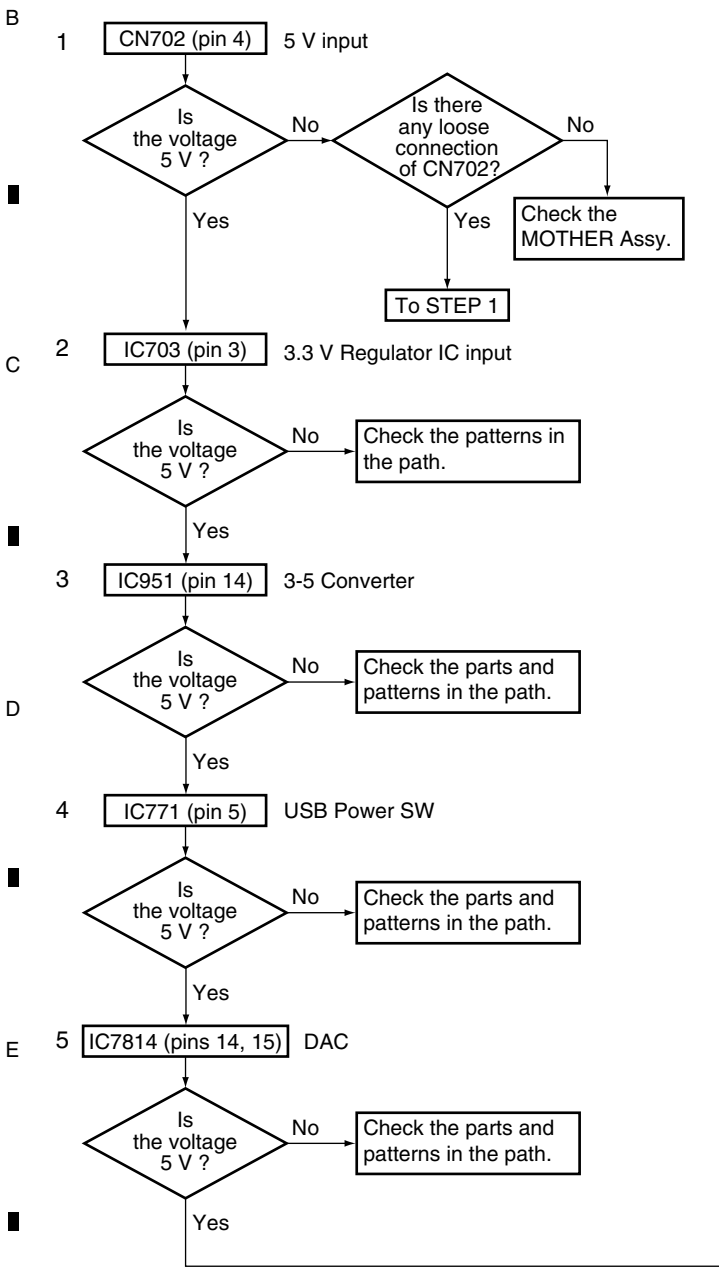 B
1 CN702 (pin 4) 5 V input
Is
the voltage
5 V ?
No
Is there
any loose
connection
of CN702?
No
Check the
MOTHER Assy.
Yes
Yes
To STEP 1
2 IC703 (pin 3) 3.3 V Regulator IC input
C
Is
the voltage
5 V ?
No
Check the patterns in
the path.
Yes
3 IC951 (pin 14) 3-5 Converter
Is
the voltage
5 V ?
No
Check the parts and
patterns in the path.
D
Yes
4 IC771 (pin 5) USB Power SW
Is
the voltage
5 V ?
No
Check the parts and
patterns in the path.
Yes
E
5 IC7814 (pins 14, 15) DAC
Is
the voltage
5 V ?
No
Check the parts and
patterns in the path.
Yes